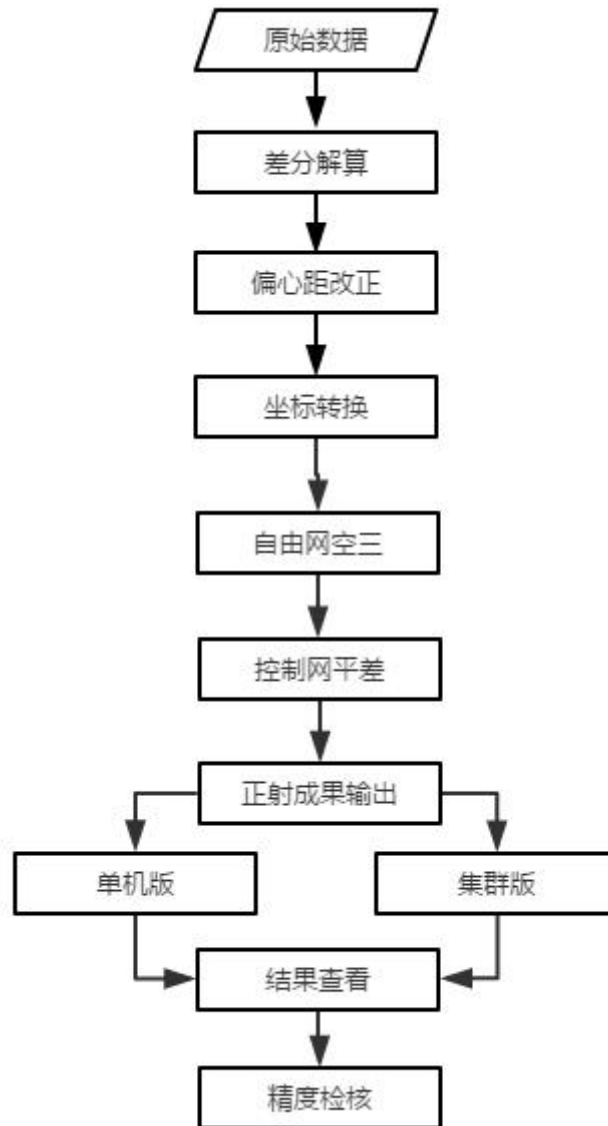 原始数据
差分解算
偏心距改正
坐标转换
自由网空三
控制网平差
正射成果输出
单机版
集群版
结果查看
精度检核